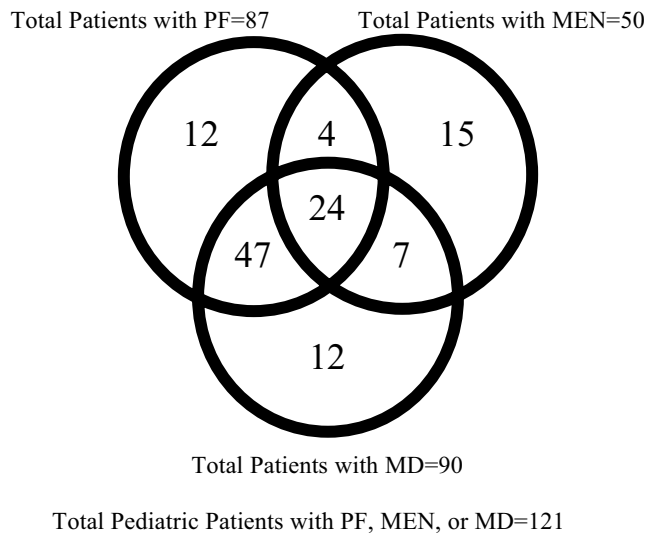 Total Patients with PF=87
Total Patients with MEN=50
12
4
15
24
47
7
12
Total Patients with MD=90
Total Pediatric Patients with PF, MEN, or MD=121